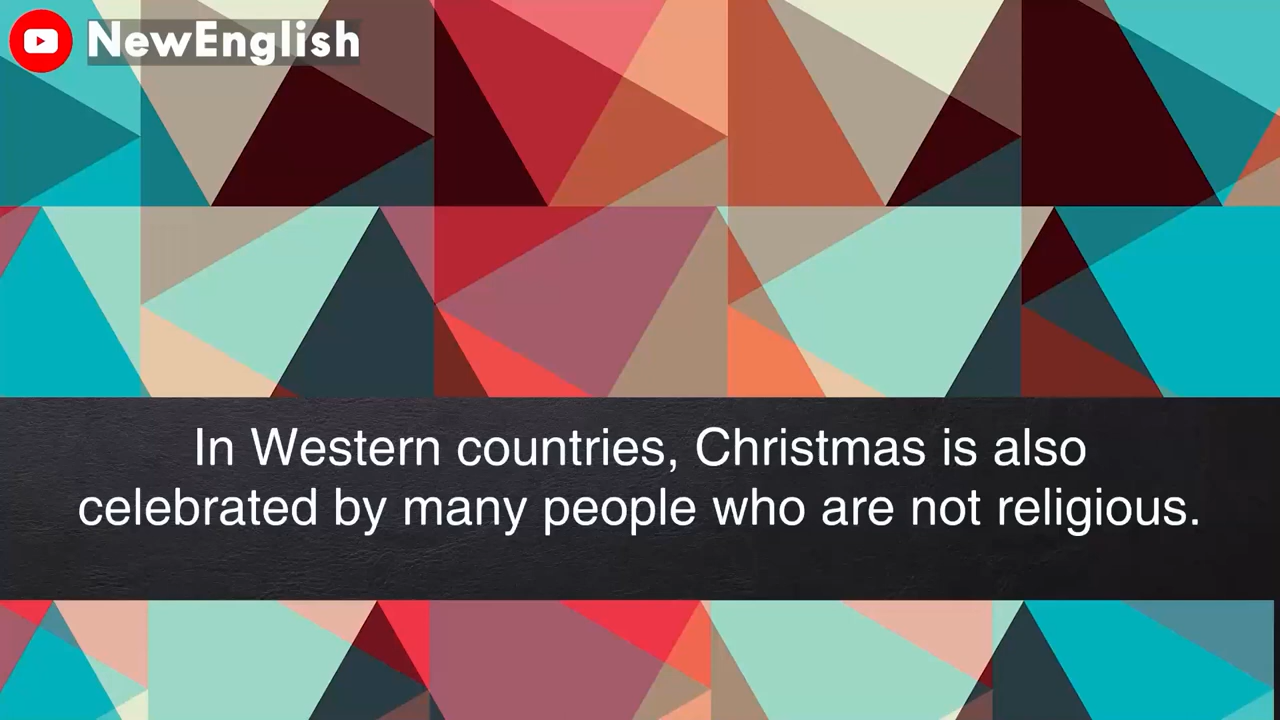 NewEnglish
In Western countries, Christmas is also
celebrated by many people who are not religious.